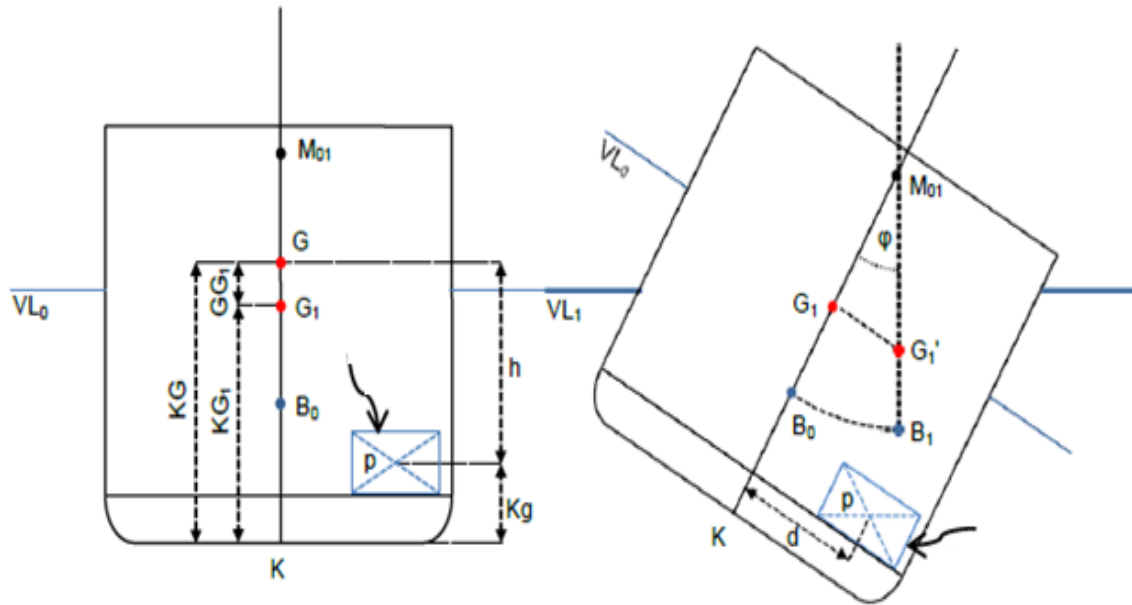 M₀₁
G
GG₁
VL₀
G₁
KG
KG₁
h
B₀
p
Kg
K
VL₀
M₀₁
φ
VL₁
G₁
G₁'
B₀
B₁
p
K
d